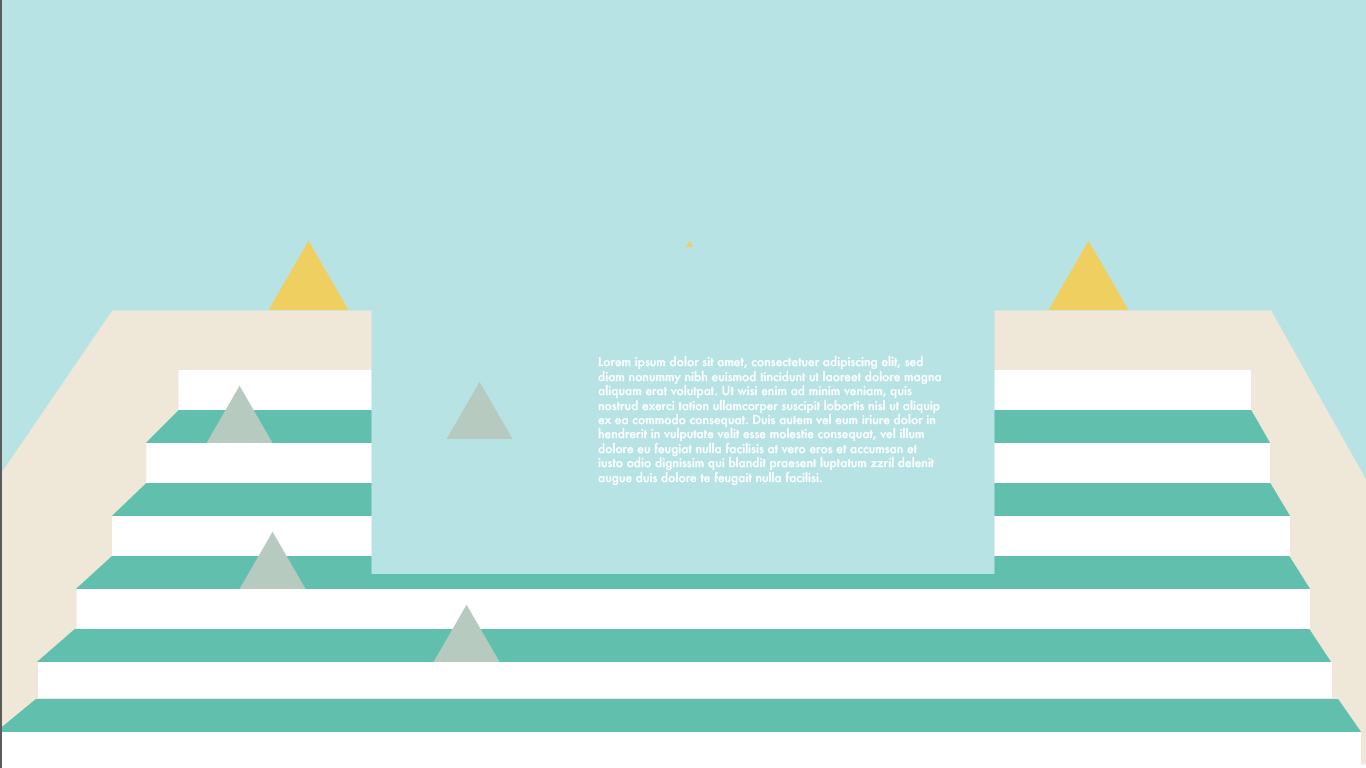 Lorem ipsum dolor sit amet, consectetuer adipiscing elit, sed
diam nonummy nibh euismod tincidunt ut laoreet dolore magna
aliquam erat volutpat. Ut wisi enim ad minim veniam, quis
nostrud exerci tation ullamcorper suscipit lobortis nisl ut aliquip
ex ea commodo consequat. Duis autem vel eum iriure dolor in
hendrerit in vulputate velit esse molestie consequat, vel illum
dolore eu feugiat nulla facilisis at vero eros et accumsan et
iusto odio dignissim qui blandit praesent luptatum zzril delenit
augue duis dolore te feugait nulla facilisi.